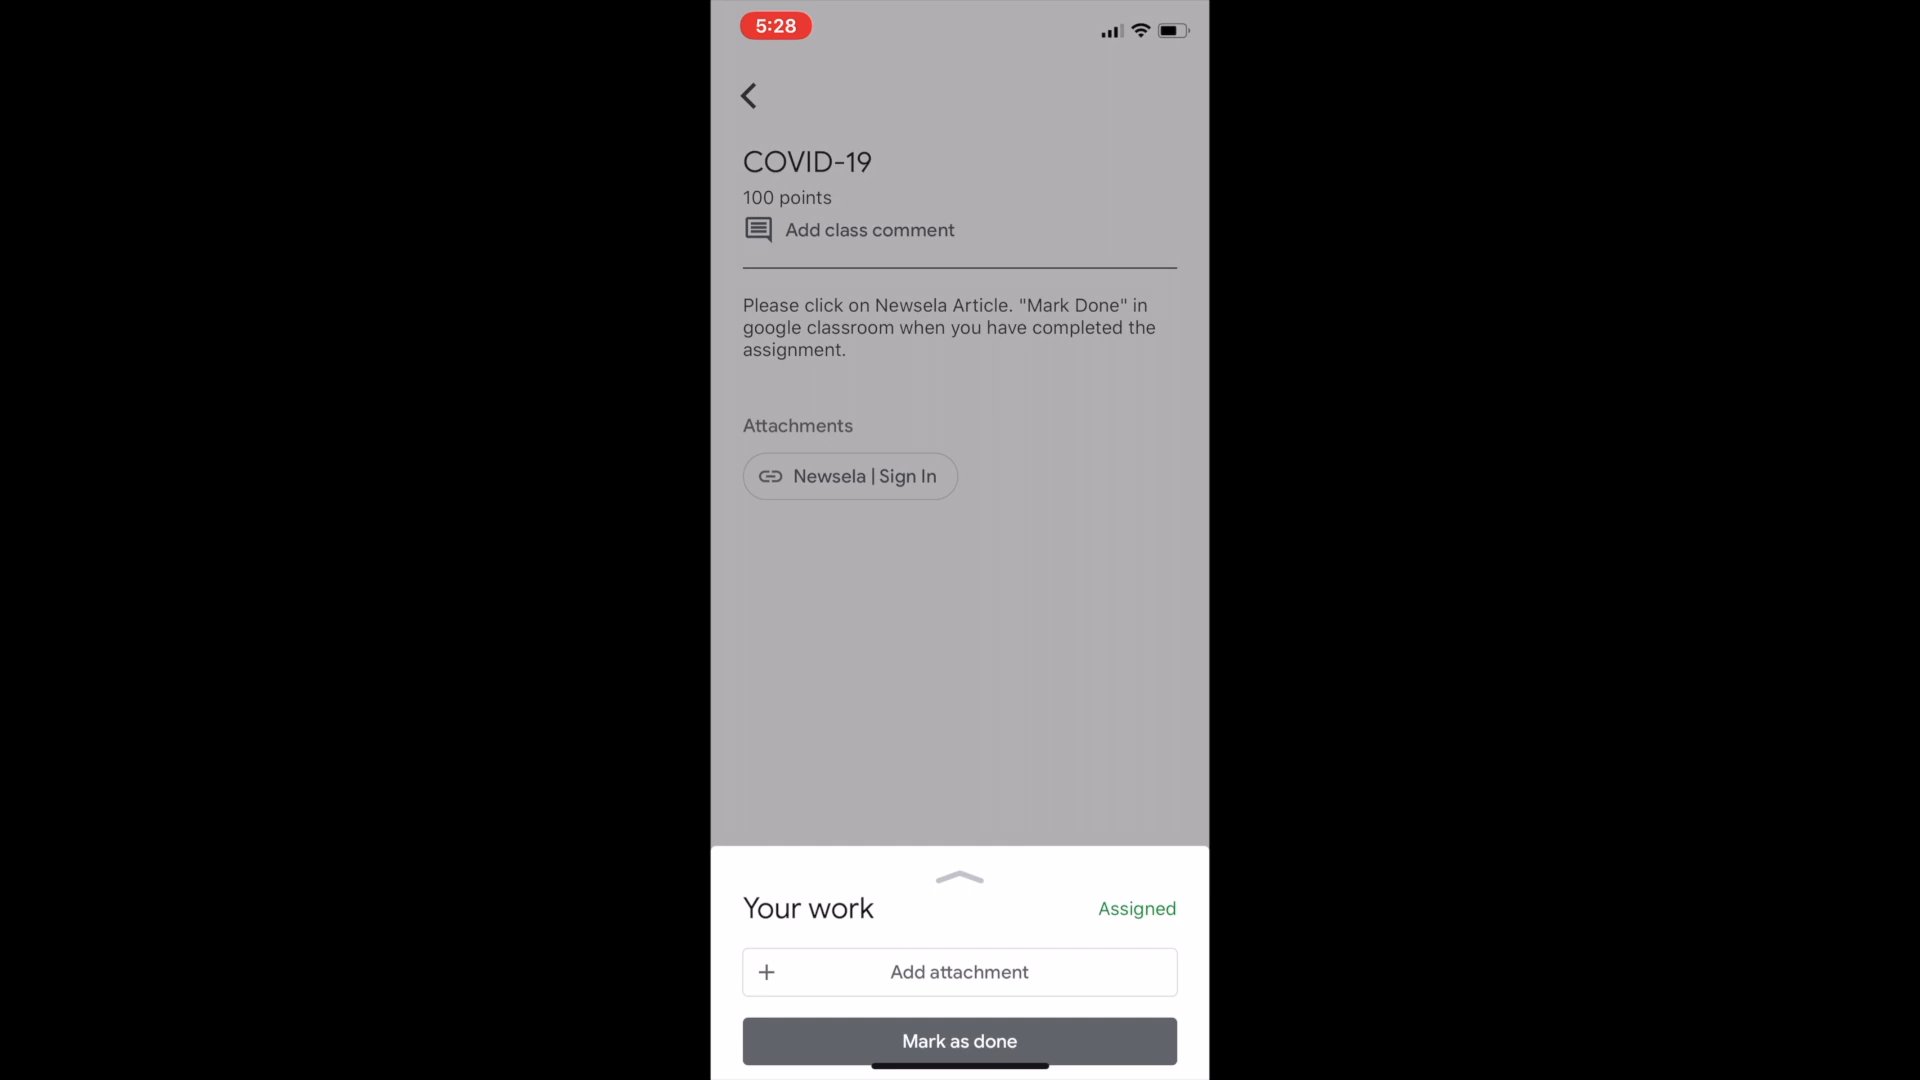 5:28
COVID-19
100 points
Add class comment
Please click on Newsela Article. "Mark Done" in
google classroom when you have completed the
assignment.
Attachments
Newsela | Sign In
Your work
Assigned
Add attachment
Mark as done